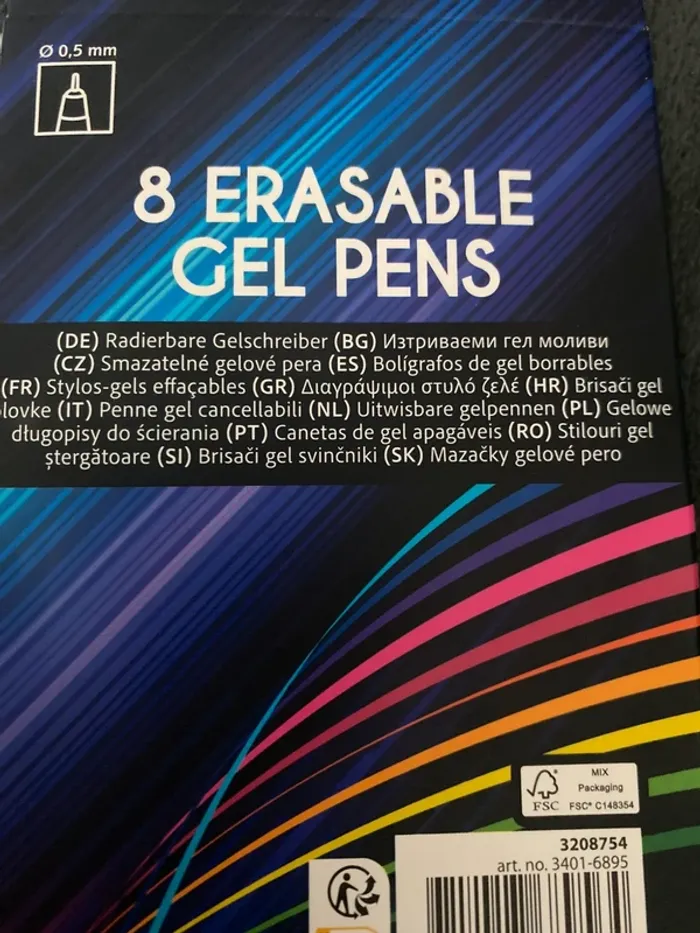 Ø 0,5 mm
8 ERASABLE
GEL PENS
(DE) Radierbare Gelschreiber (BG) Изтриваеми гел моливи
(CZ) Smazatelné gelové pera (ES) Bolígrafos de gel borrables
(FR) Stylos-gels effaçables (GR) Διαγράψιμοι στυλό ζελέ (HR) Brisači gel
lovke (IT) Penne gel cancellabili (NL) Uitwisbare gelpennen (PL) Gelowe
długopisy do ścierania (PT) Canetas de gel apagáveis (RO) Stilouri gel
ștergătoare (SI) Brisači gel svinčniki (SK) Mazačky gelové pero
MIX
Packaging
FSC
FSC® C148354
3208754
art. no. 3401-6895